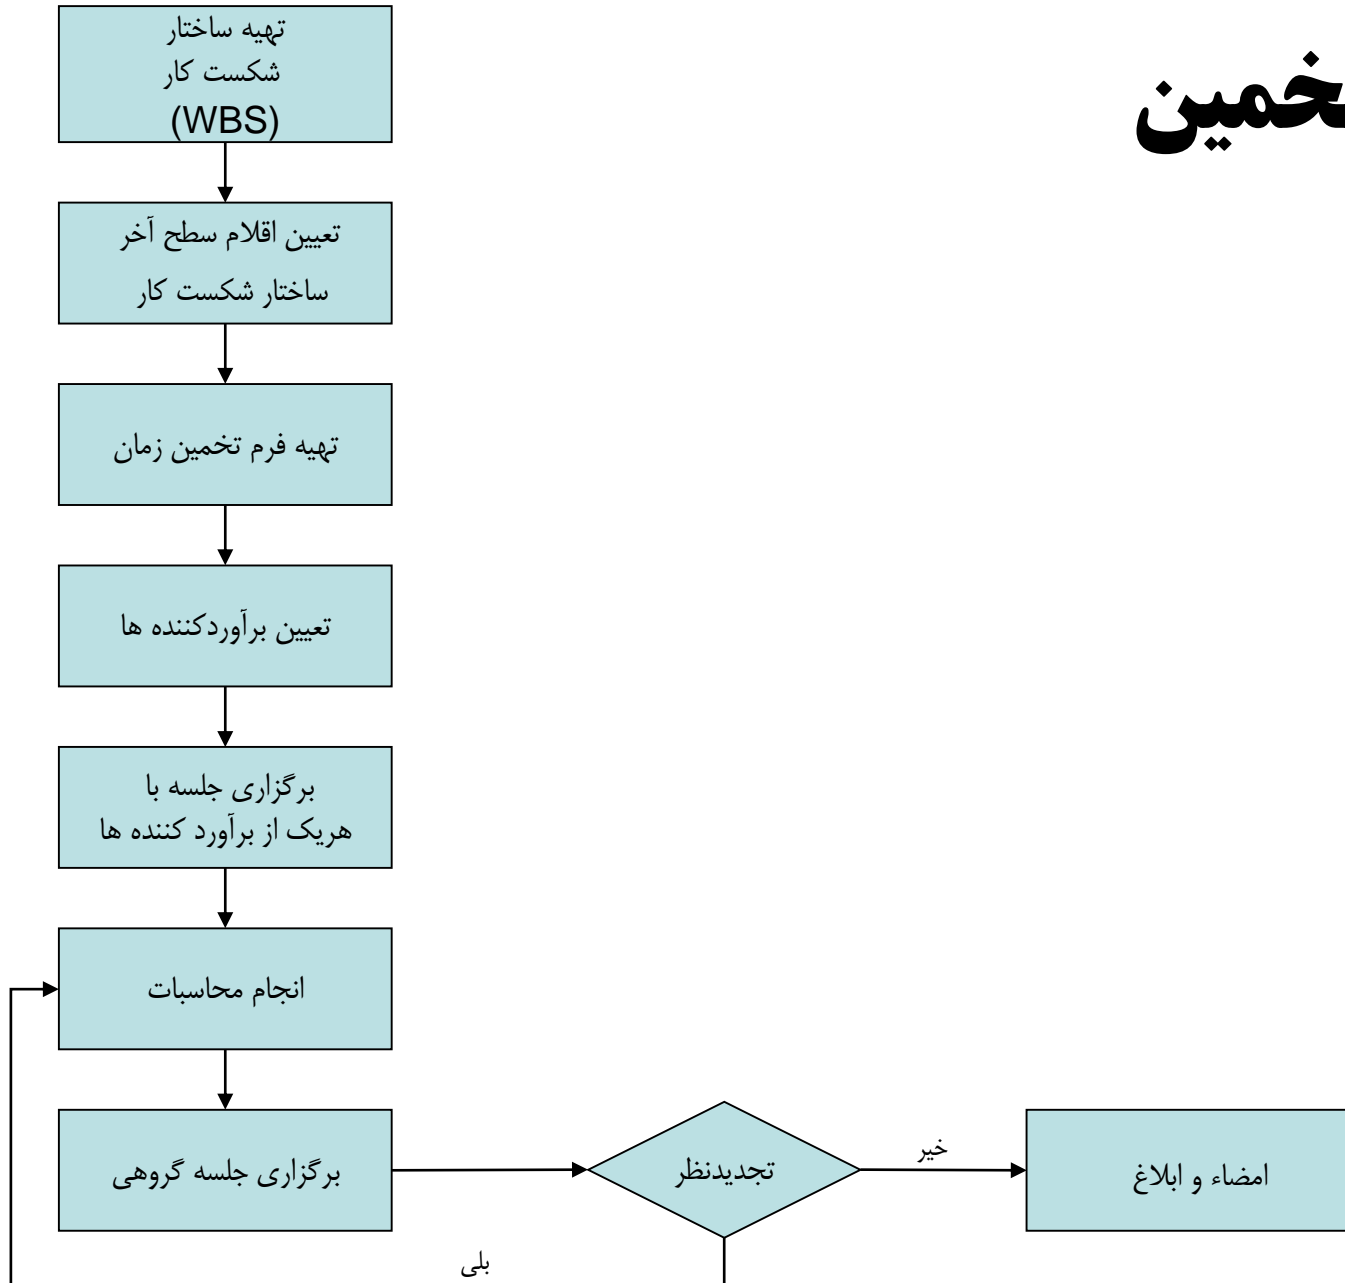 خمین
تهیه ساختار
شکست کار
(WBS)
تعیین اقلام سطح آخر
ساختار شکست کار
تهیه فرم تخمین زمان
تعیین برآوردکننده ها
برگزاری جلسه با
هریک از برآورد کننده ها
انجام محاسبات
برگزاری جلسه گروهی
تجدیدنظر
خیر
امضاء و ابلاغ
بلی